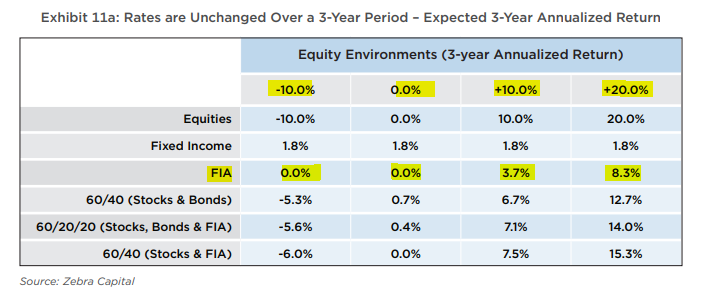 Exhibit 11a: Rates are Unchanged Over a 3-Year Period – Expected 3-Year Annualized Return
Equity Environments (3-year Annualized Return)
-10.0% 0.0% +10.0% +20.0%
Equities -10.0% 0.0% 10.0% 20.0%
Fixed Income 1.8% 1.8% 1.8% 1.8%
FIA 0.0% 0.0% 3.7% 8.3%
60/40 (Stocks & Bonds) -5.3% 0.7% 6.7% 12.7%
60/20/20 (Stocks, Bonds & FIA) -5.6% 0.4% 7.1% 14.0%
60/40 (Stocks & FIA) -6.0% 0.0% 7.5% 15.3%
Source: Zebra Capital